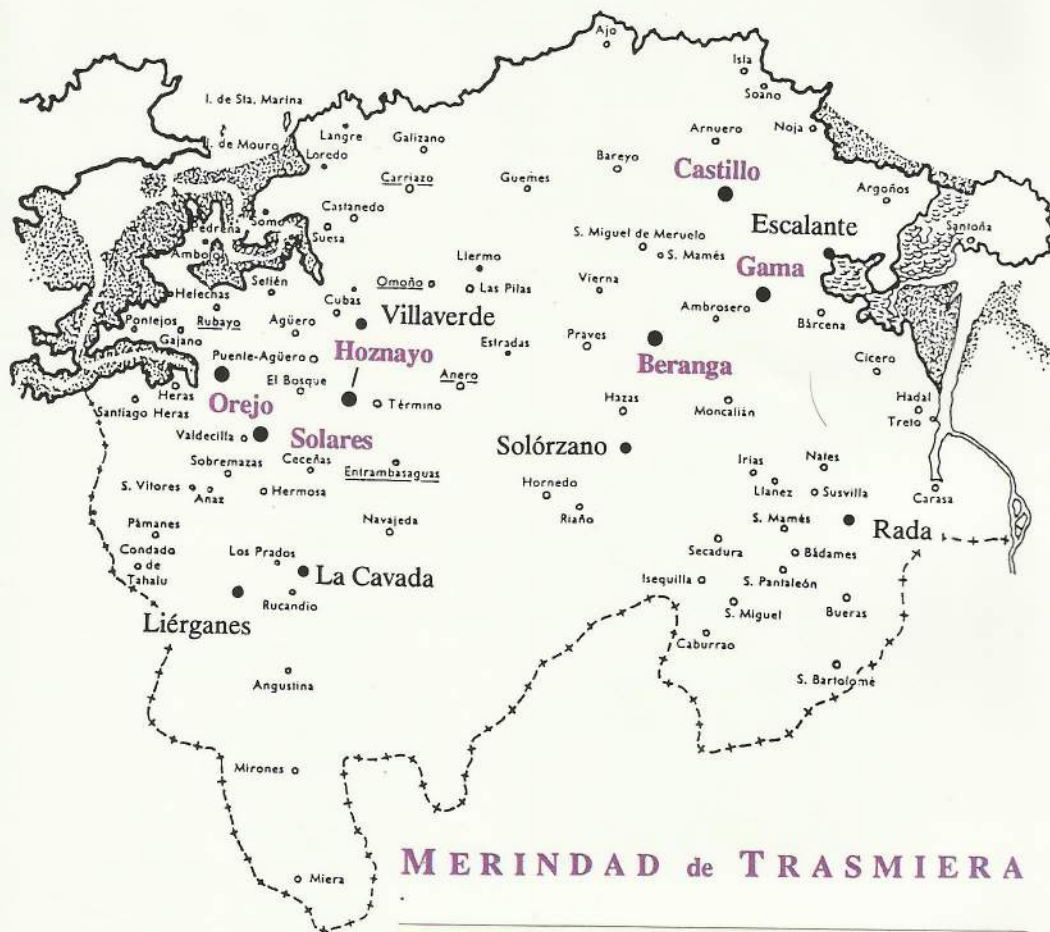 Ajo
Isla
Soano
I. de Sta. Marina
I. de Mouro
Langre
Galizano
Arnuero
Noja
Loredo
Bareyo
Carriazo
Guemes
Castillo
Argoños
Castanedo
Pedreña
Somo
Suesa
Escalante
Santoña
Ambo
S. Miguel de Meruelo
S. Mamés
Llermo
Gama
Setién
Omoño
Las Pilas
Vierna
Helechas
Cubas
Villaverde
Ambrosero
Bárcena
Pontejos
Rubayo
Agüero
Gajano
Estradas
Praves
Puente-Agüero
Hoznayo
Beranga
Cicero
Heras
El Bosque
Anero
Santiago Heras
Orejo
Término
Hazas
Moncalián
Hadal
Treto
Valdecilla
Solares
Solórzano
Sobremazas
Ceceñas
Entrambasaguas
Irias
Nates
S. Vitores
Anaz
Hermosa
Hornedo
Llanez
Susvilla
Carasa
Riaño
Pámanes
Navajeda
S. Mamés
Rada
Condado
de
Tahalu
Los Prados
La Cavada
Secadura
Bádames
Isequilla
S. Pantaleón
Rucandio
S. Miguel
Bueras
Liérganes
Caburrao
Angustina
S. Bartolomé
Mirones
MERINDAD de TRASMIERA
Miera